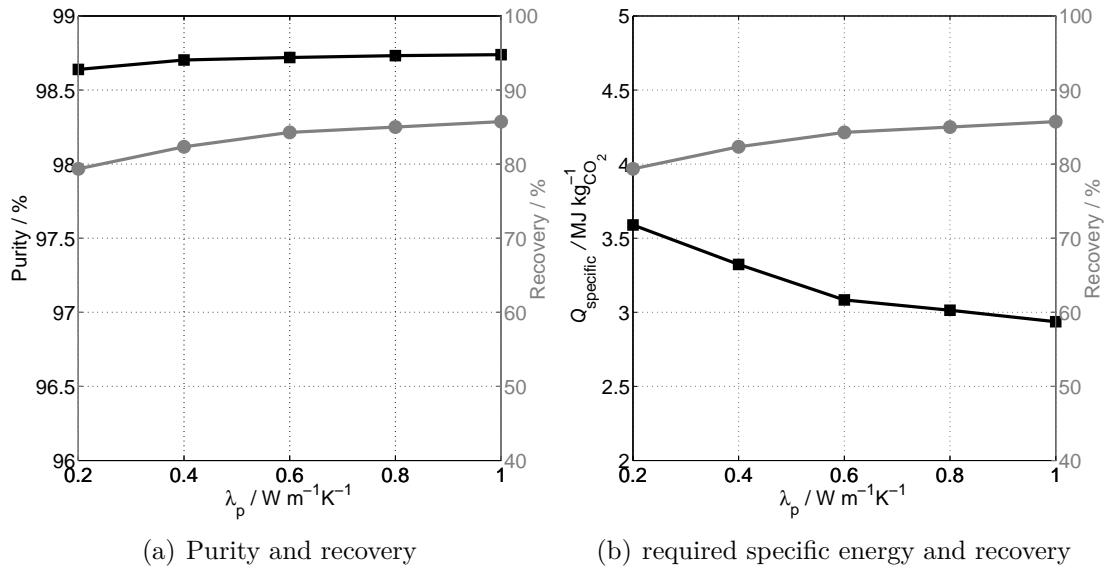 99
98.5
98
97.5
97
96.5
96
Purity / %
100
90
80
70
60
50
40
Recovery / %
0.2 0.4 0.6 0.8 1
λp / W m−1K−1
(a) Purity and recovery
5
4.5
4
3.5
3
2.5
2
Qspecific / MJ kg−1CO2
100
90
80
70
60
50
40
Recovery / %
0.2 0.4 0.6 0.8 1
λp / W m−1K−1
(b) required specific energy and recovery